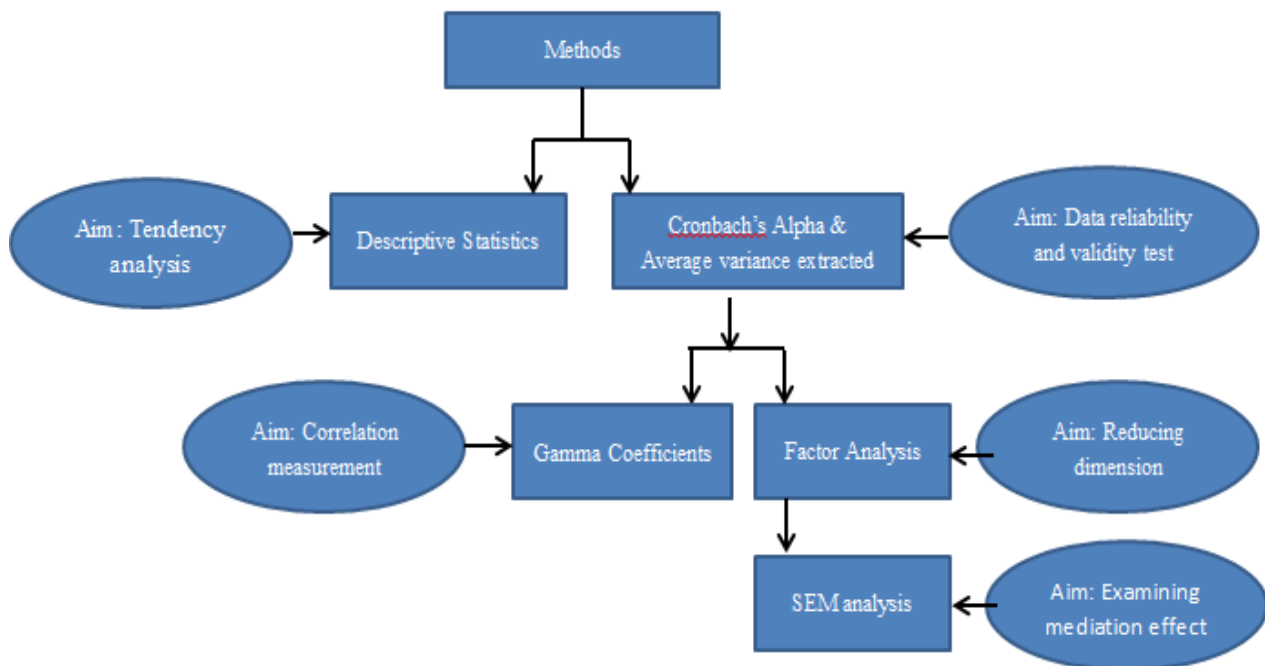 Methods
Aim : Tendency
analysis
Descriptive Statistics
Cronbach's Alpha &
Average variance extracted
Aim: Data reliability
and validity test
Aim: Correlation
measurement
Gamma Coefficients
Factor Analysis
Aim: Reducing
dimension
SEM analysis
Aim: Examining
mediation effect